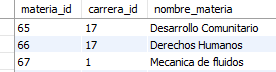 materia_id carrera_id nombre_materia
65 17 Desarrollo Comunitario
66 17 Derechos Humanos
67 1 Mecanica de fluidos